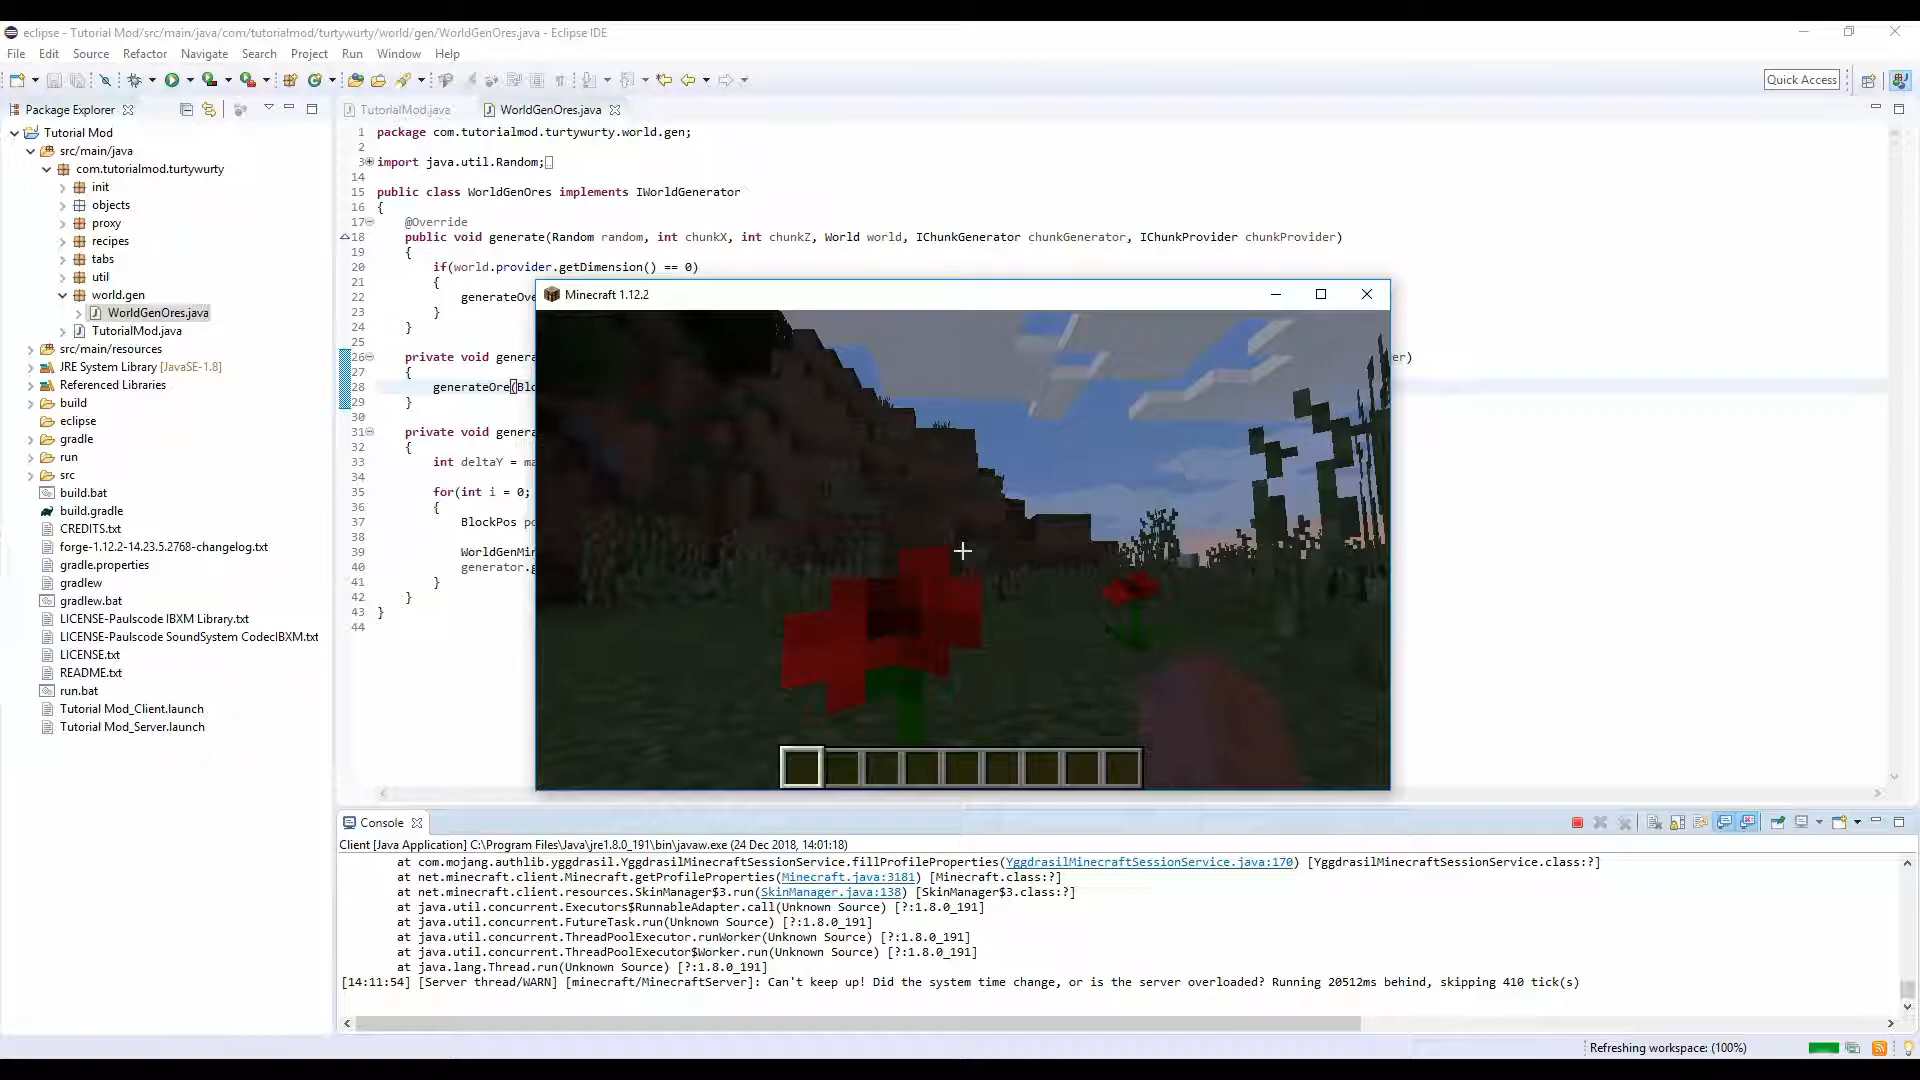 eclipse - Tutorial Mod/src/main/java/com/tutorialmod/turtywurty/world/gen/WorldGenOres.java - Eclipse IDE
File Edit Source Refactor Navigate Search Project Run Window Help
Quick Access
Package Explorer
TutorialMod.java
WorldGenOres.java
Tutorial Mod
src/main/java
com.tutorialmod.turtywurty
init
objects
proxy
recipes
tabs
util
world.gen
WorldGenOres.java
TutorialMod.java
src/main/resources
JRE System Library [JavaSE-1.8]
Referenced Libraries
build
eclipse
gradle
run
src
build.bat
build.gradle
CREDITS.txt
forge-1.12.2-14.23.5.2768-changelog.txt
gradle.properties
gradlew
gradlew.bat
LICENSE-Paulscode IBXM Library.txt
LICENSE-Paulscode SoundSystem CodecIBXM.txt
LICENSE.txt
README.txt
run.bat
Tutorial Mod_Client.launch
Tutorial Mod_Server.launch
1 package com.tutorialmod.turtywurty.world.gen;
2
3 import java.util.Random;
14
15 public class WorldGenOres implements IWorldGenerator
16 {
17 @Override
18 public void generate(Random random, int chunkX, int chunkZ, World world, IChunkGenerator chunkGenerator, IChunkProvider chunkProvider)
19 {
20 if(world.provider.getDimension() == 0)
21 {
22 generateOve
23 }
24 }
25
26 private void genera er)
27 {
28 generateOre(Blo
29 }
30
31 private void genera
32 {
33 int deltaY = ma
34
35 for(int i = 0;
36 {
37 BlockPos po
38
39 WorldGenMin
40 generator.g
41 }
42 }
43 }
44
Minecraft 1.12.2
Console
Client [Java Application] C:\Program Files\Java\jre1.8.0_191\bin\javaw.exe (24 Dec 2018, 14:01:18)
at com.mojang.authlib.yggdrasil.YggdrasilMinecraftSessionService.fillProfileProperties(YggdrasilMinecraftSessionService.java:170) [YggdrasilMinecraftSessionService.class:?]
at net.minecraft.client.Minecraft.getProfileProperties(Minecraft.java:3181) [Minecraft.class:?]
at net.minecraft.client.resources.SkinManager$3.run(SkinManager.java:138) [SkinManager$3.class:?]
at java.util.concurrent.Executors$RunnableAdapter.call(Unknown Source) [?:1.8.0_191]
at java.util.concurrent.FutureTask.run(Unknown Source) [?:1.8.0_191]
at java.util.concurrent.ThreadPoolExecutor.runWorker(Unknown Source) [?:1.8.0_191]
at java.util.concurrent.ThreadPoolExecutor$Worker.run(Unknown Source) [?:1.8.0_191]
at java.lang.Thread.run(Unknown Source) [?:1.8.0_191]
[14:11:54] [Server thread/WARN] [minecraft/MinecraftServer]: Can't keep up! Did the system time change, or is the server overloaded? Running 20512ms behind, skipping 410 tick(s)
Refreshing workspace: (100%)